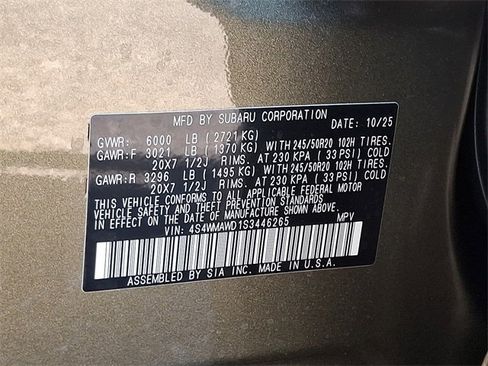 MFD BY SUBARU CORPORATION DATE: 10/25
GVWR: 6000 LB ( 2721 KG)
GAWR:F 3021 LB ( 1370 KG) WITH 245/50R20 102H TIRES.
20X7 1/2J RIMS. AT 230 KPA ( 33 PSI) COLD
GAWR:R 3296 LB ( 1495 KG) WITH 245/50R20 102H TIRES.
20X7 1/2J RIMS. AT 230 KPA ( 33 PSI) COLD
THIS VEHICLE CONFORMS TO ALL APPLICABLE FEDERAL MOTOR
VEHICLE SAFETY AND THEFT PREVENTION STANDARDS
IN EFFECT ON THE DATE OF MANUFACTURE SHOWN ABOVE.
VIN: 4S4WMAWD1S3446265 MPV
ASSEMBLED BY SIA INC. MADE IN U.S.A.